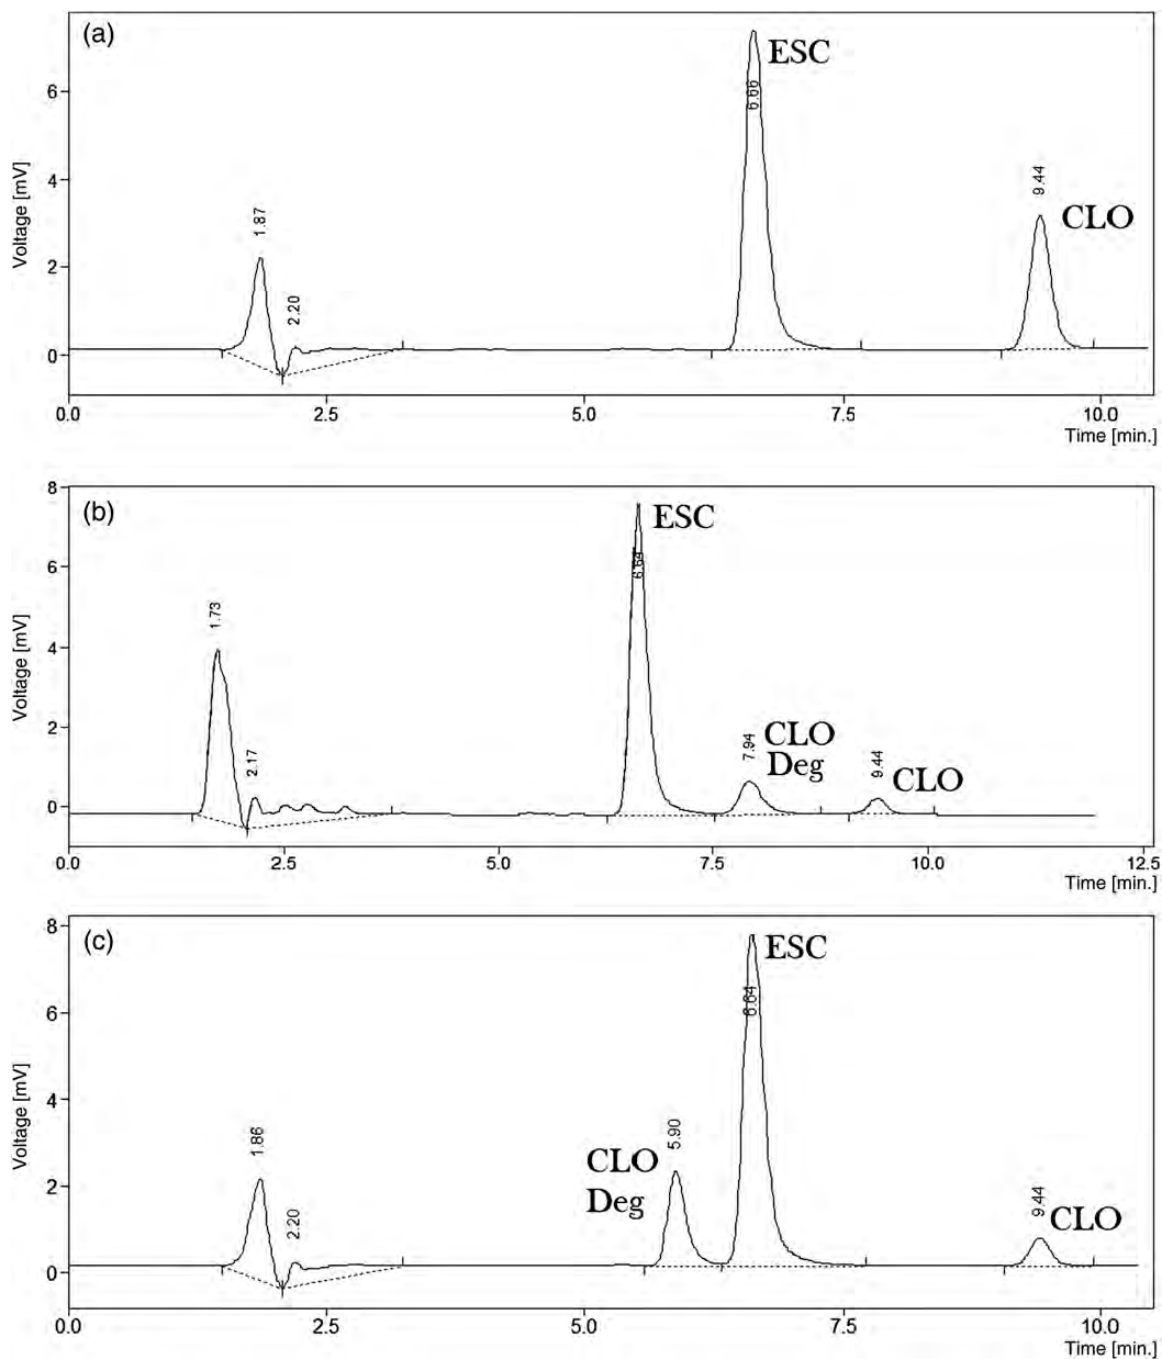 (a)
ESC
6.66
6
Voltage [mV]
4
9.44
CLO
1.87
2
2.20
0
0.0 2.5 5.0 7.5 10.0
Time [min.]
8
(b)
ESC
6
6.64
Voltage [mV]
1.73
4
2
7.94
CLO
Deg
2.17
9.44
CLO
0
0.0 2.5 5.0 7.5 10.0 12.5
Time [min.]
8
(c)
ESC
6
6.64
Voltage [mV]
4
1.86
5.90
CLO
Deg
2
2.20
9.44
CLO
0
0.0 2.5 5.0 7.5 10.0
Time [min.]